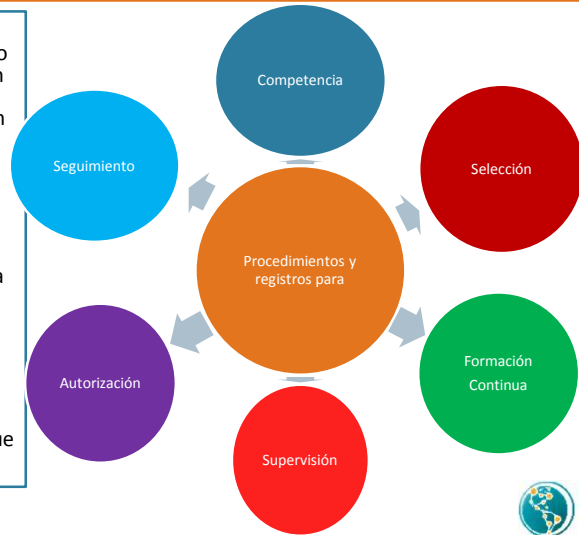 Competencia
Selección
Formación
Continua
Supervisión
Autorización
Seguimiento
Procedimientos y
registros para